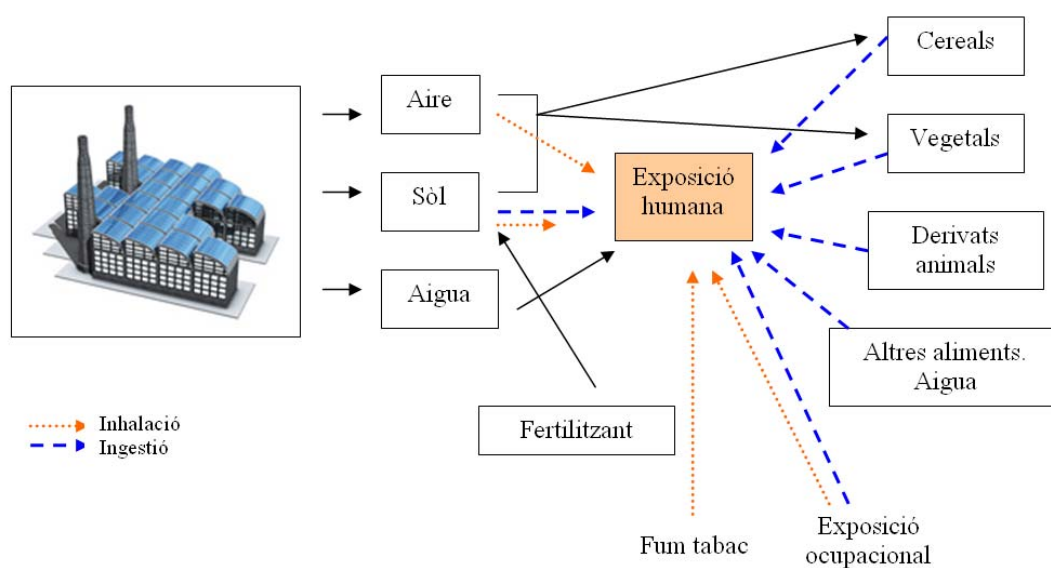 Cereals
Aire
Vegetals
Exposició
humana
Sòl
Derivats
animals
Aigua
Altres aliments.
Aigua
Inhalació
Ingestió
Fertilitzant
Fum tabac
Exposició
ocupacional